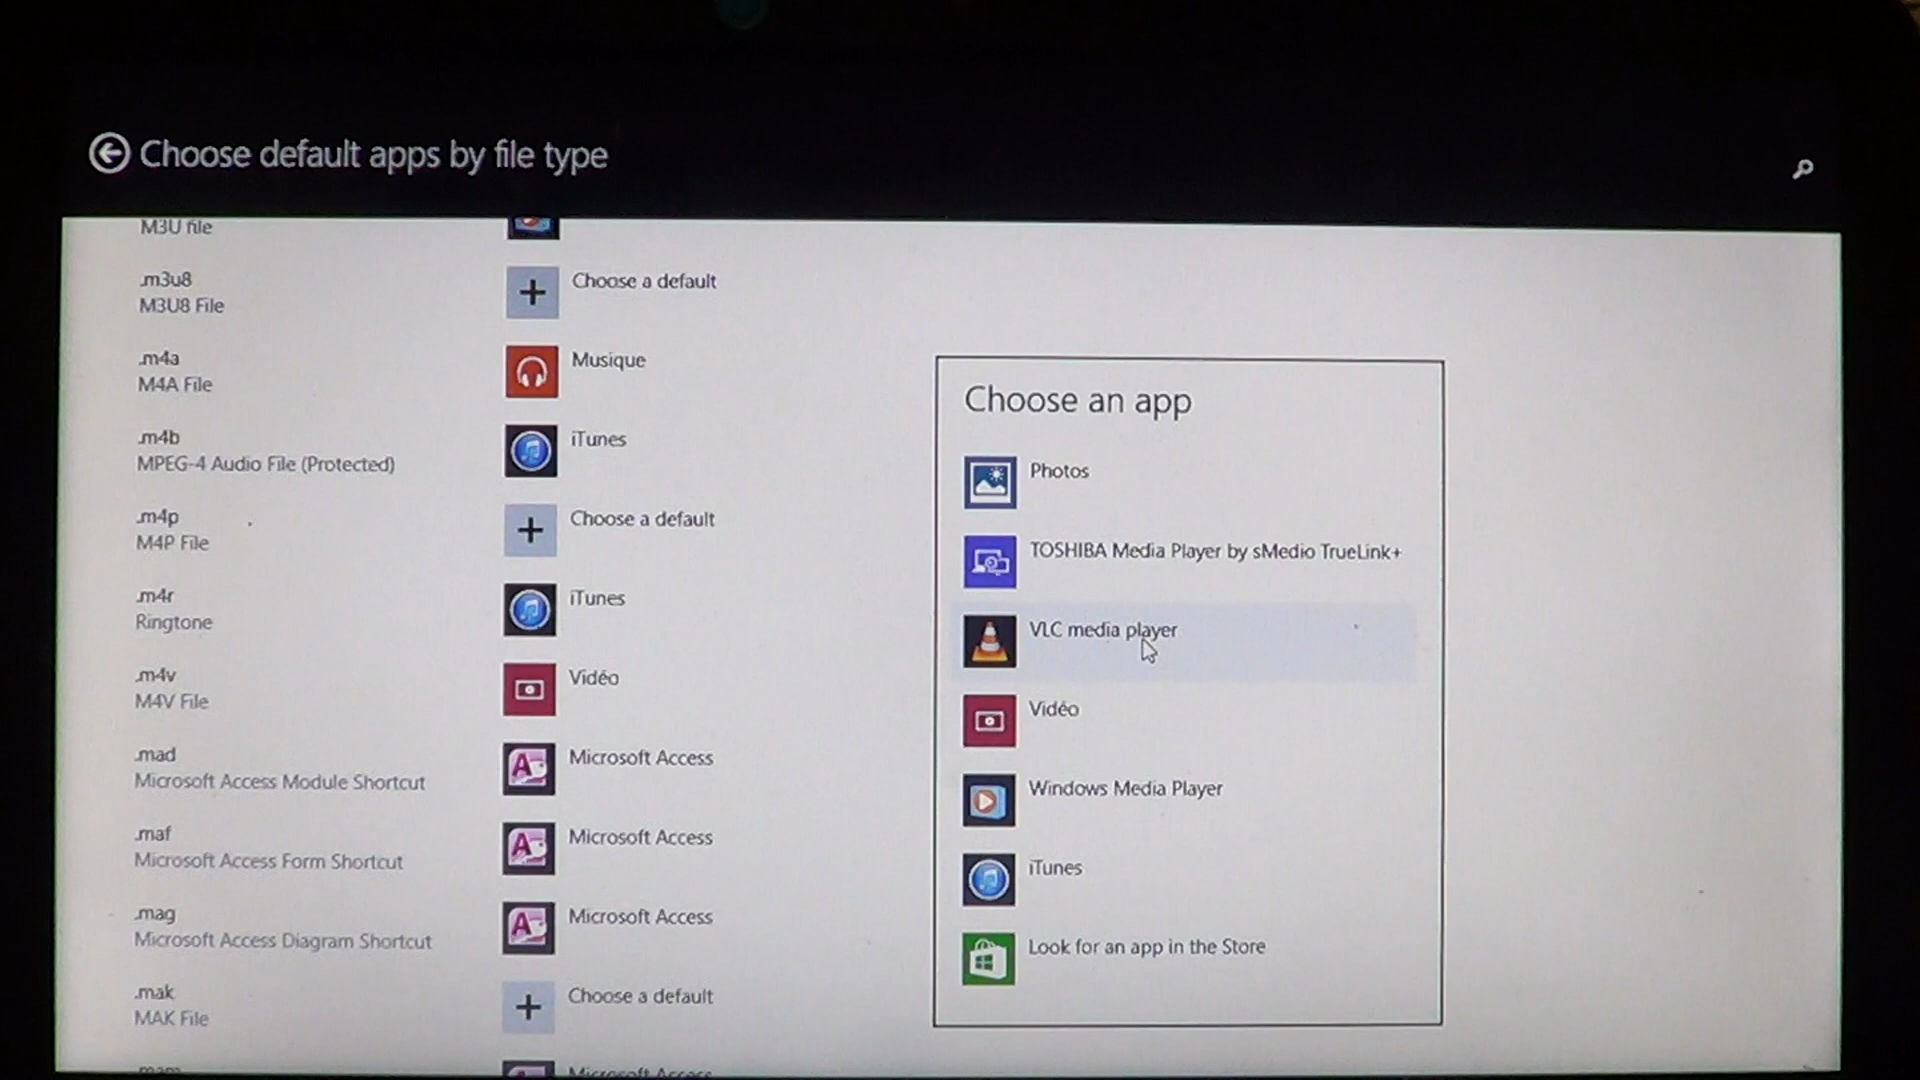 Choose default apps by file type
M3U file
.m3u8
M3U8 File
Choose a default
.m4a
M4A File
Musique
.m4b
MPEG-4 Audio File (Protected)
iTunes
.m4p
M4P File
Choose a default
.m4r
Ringtone
iTunes
.m4v
M4V File
Vidéo
.mad
Microsoft Access Module Shortcut
Microsoft Access
.maf
Microsoft Access Form Shortcut
Microsoft Access
.mag
Microsoft Access Diagram Shortcut
Microsoft Access
.mak
MAK File
Choose a default
.mam
Microsoft Access
Choose an app
Photos
TOSHIBA Media Player by sMedio TrueLink+
VLC media player
Vidéo
Windows Media Player
iTunes
Look for an app in the Store